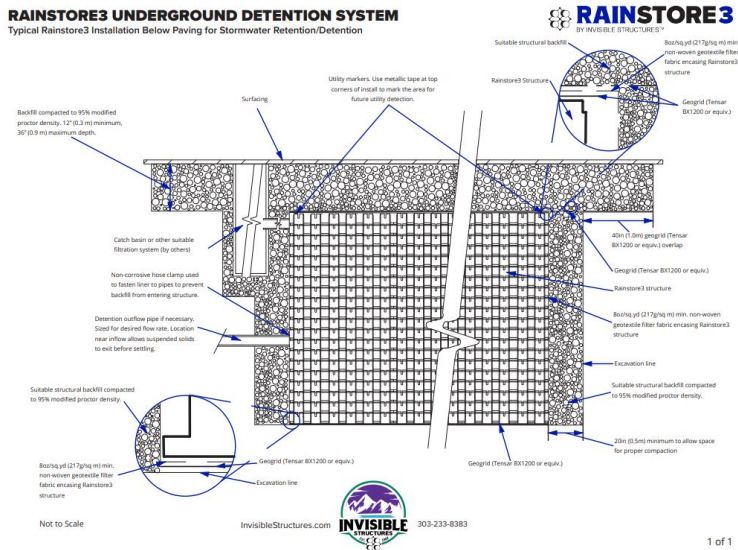 RAINSTORE3 UNDERGROUND DETENTION SYSTEM
Typical Rainstore3 Installation Below Paving for Stormwater Retention/Detention
RAINSTORE3
BY INVISIBLE STRUCTURES™
Suitable structural backfill
8oz/sq.yd (217g/sq m) min.
non-woven geotextile filter
fabric encasing Rainstore3
structure
Rainstore3 Structure
Geogrid (Tensar
BX1200 or equiv.)
Utility markers. Use metallic tape at top
corners of install to mark the area for
future utility detection.
Surfacing
Backfill compacted to 95% modified
proctor density. 12" (0.3 m) minimum,
36" (0.9 m) maximum depth.
Catch basin or other suitable
filtration system (by others)
Non-corrosive hose clamp used
to fasten liner to pipes to prevent
backfill from entering structure.
Detention outflow pipe if necessary.
Sized for desired flow rate. Location
near inflow allows suspended solids
to exit before settling.
40in (1.0m) geogrid (Tensar
BX1200 or equiv.) overlap
Geogrid (Tensar BX1200 or equiv.)
Rainstore3 structure
8oz/sq.yd (217g/sq m) min. non-woven
geotextile filter fabric encasing Rainstore3
structure
Excavation line
Suitable structural backfill compacted
to 95% modified proctor density.
20in (0.5m) minimum to allow space
for proper compaction
Geogrid (Tensar BX1200 or equiv.)
Suitable structural backfill compacted
to 95% modified proctor density.
8oz/sq.yd (217g/sq m) min.
non-woven geotextile filter
fabric encasing Rainstore3
structure
Geogrid (Tensar BX1200 or equiv.)
Excavation line
Not to Scale
InvisibleStructures.com
INVISIBLE
STRUCTURES
303-233-8383
1 of 1